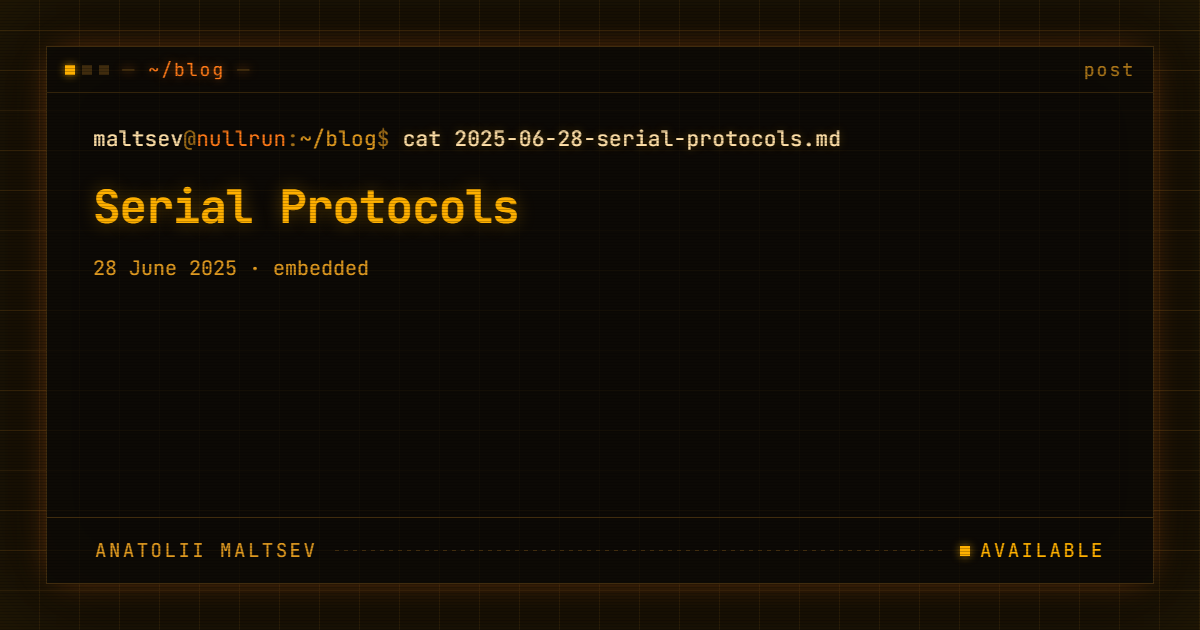 — ~/blog —
post
maltsev@nullrun:~/blog$ cat 2025-06-28-serial-protocols.md
Serial Protocols
28 June 2025 · embedded
ANATOLII MALTSEV
AVAILABLE